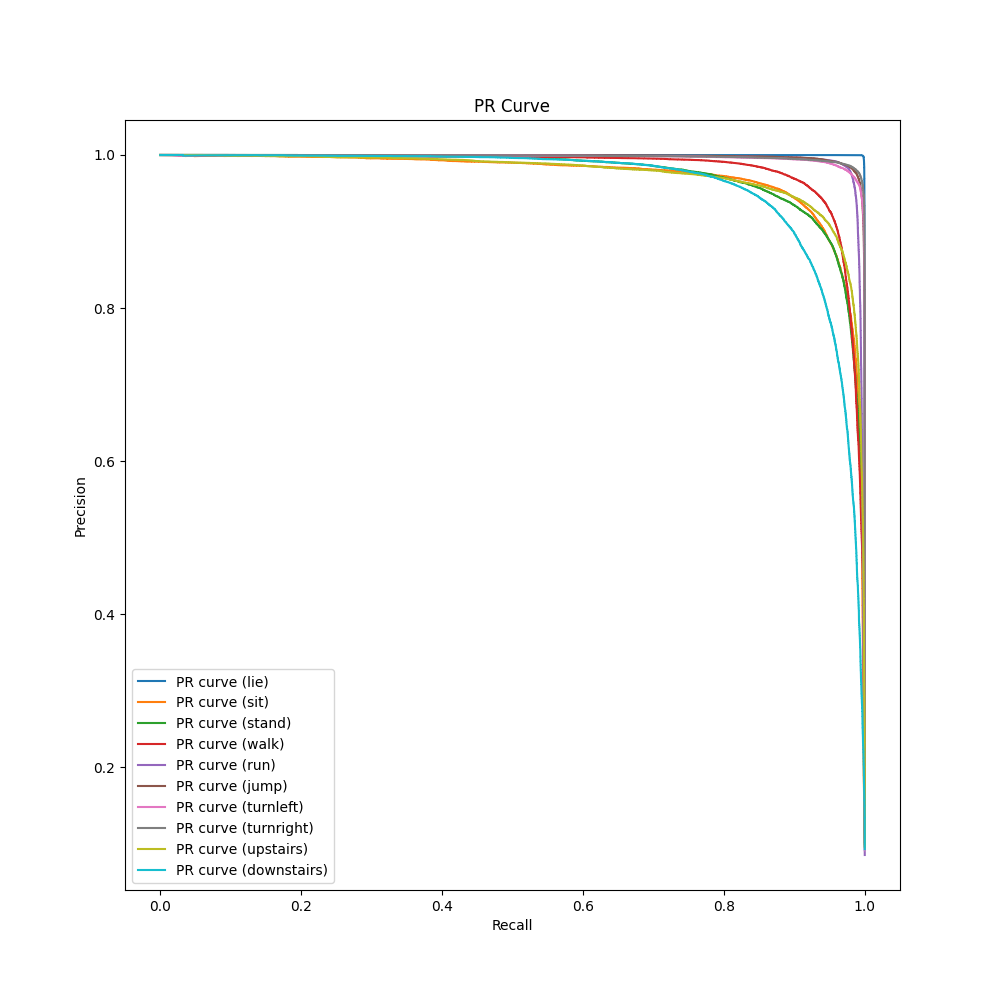 PR Curve
1.0
0.8
0.6
0.4
0.2
Precision
PR curve (lie)
PR curve (sit)
PR curve (stand)
PR curve (walk)
PR curve (run)
PR curve (jump)
PR curve (turnleft)
PR curve (turnright)
PR curve (upstairs)
PR curve (downstairs)
0.0 0.2 0.4 0.6 0.8 1.0
Recall